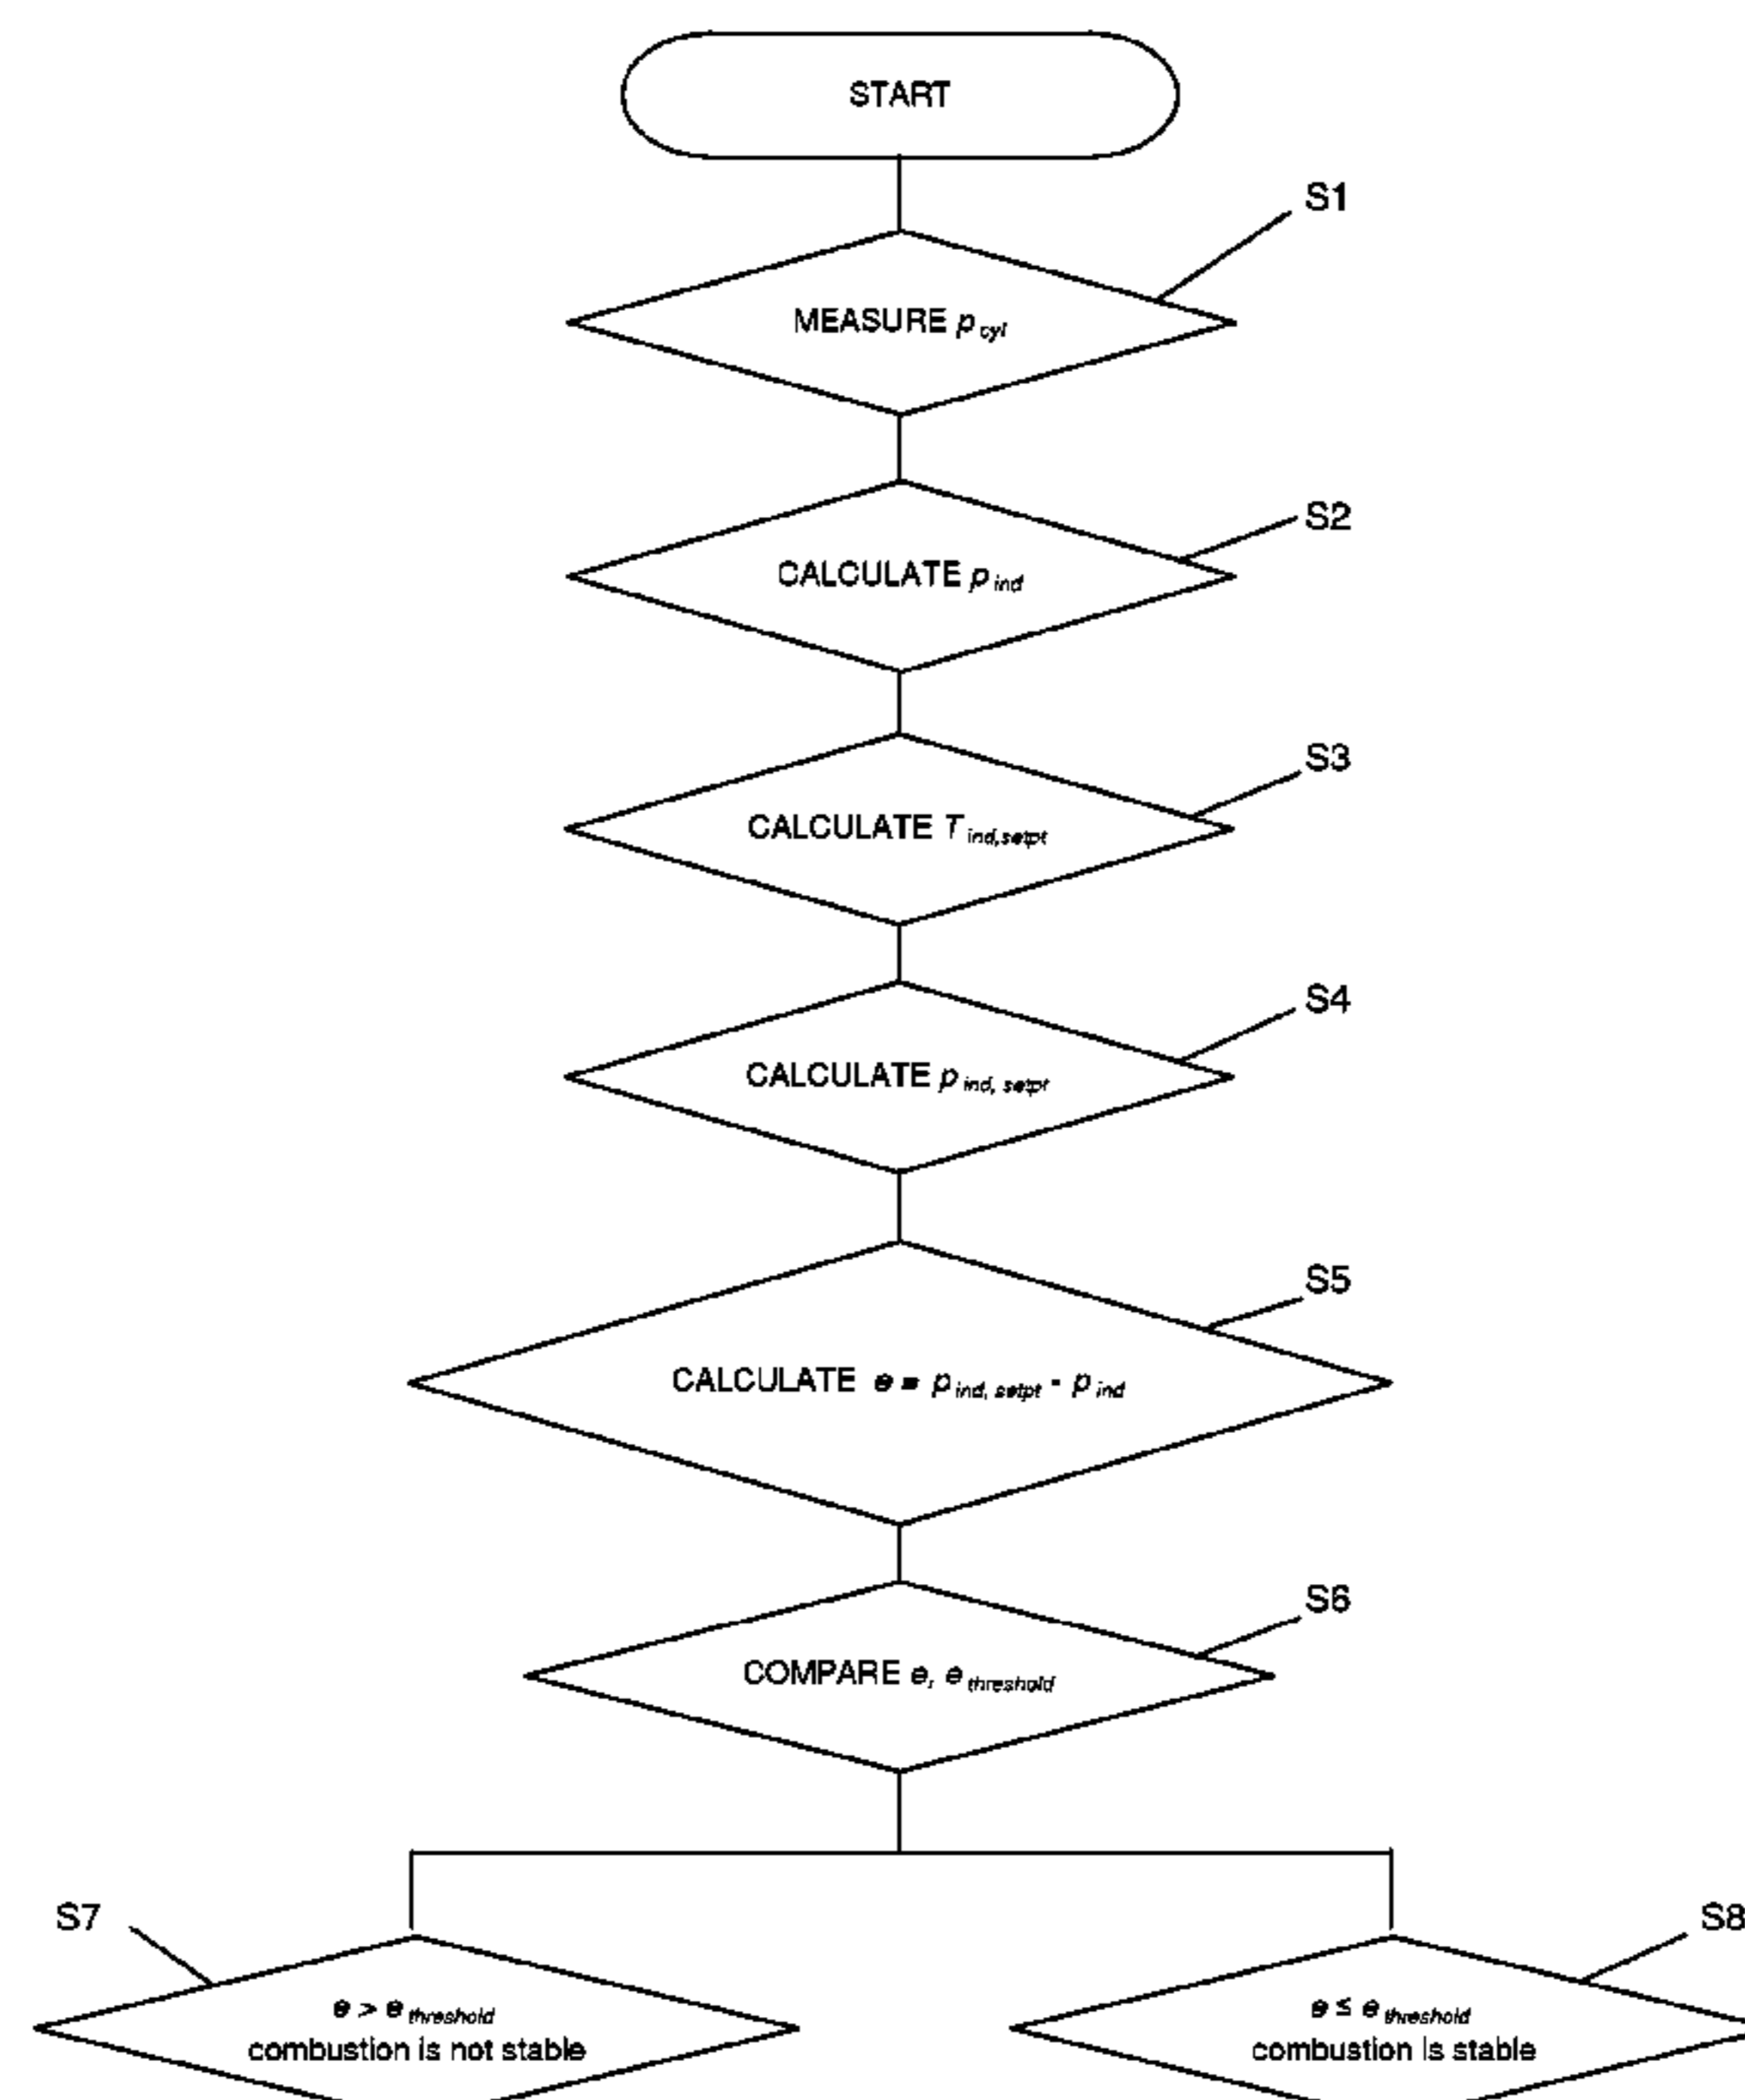 START
S1
MEASURE p cyl
S2
CALCULATE p ind
S3
CALCULATE T ind,setpt
S4
CALCULATE p ind, setpt
S5
CALCULATE e = p ind, setpt - p ind
S6
COMPARE e, e threshold
S7
S8
e > e threshold
combustion is not stable
e ≤ e threshold
combustion is stable